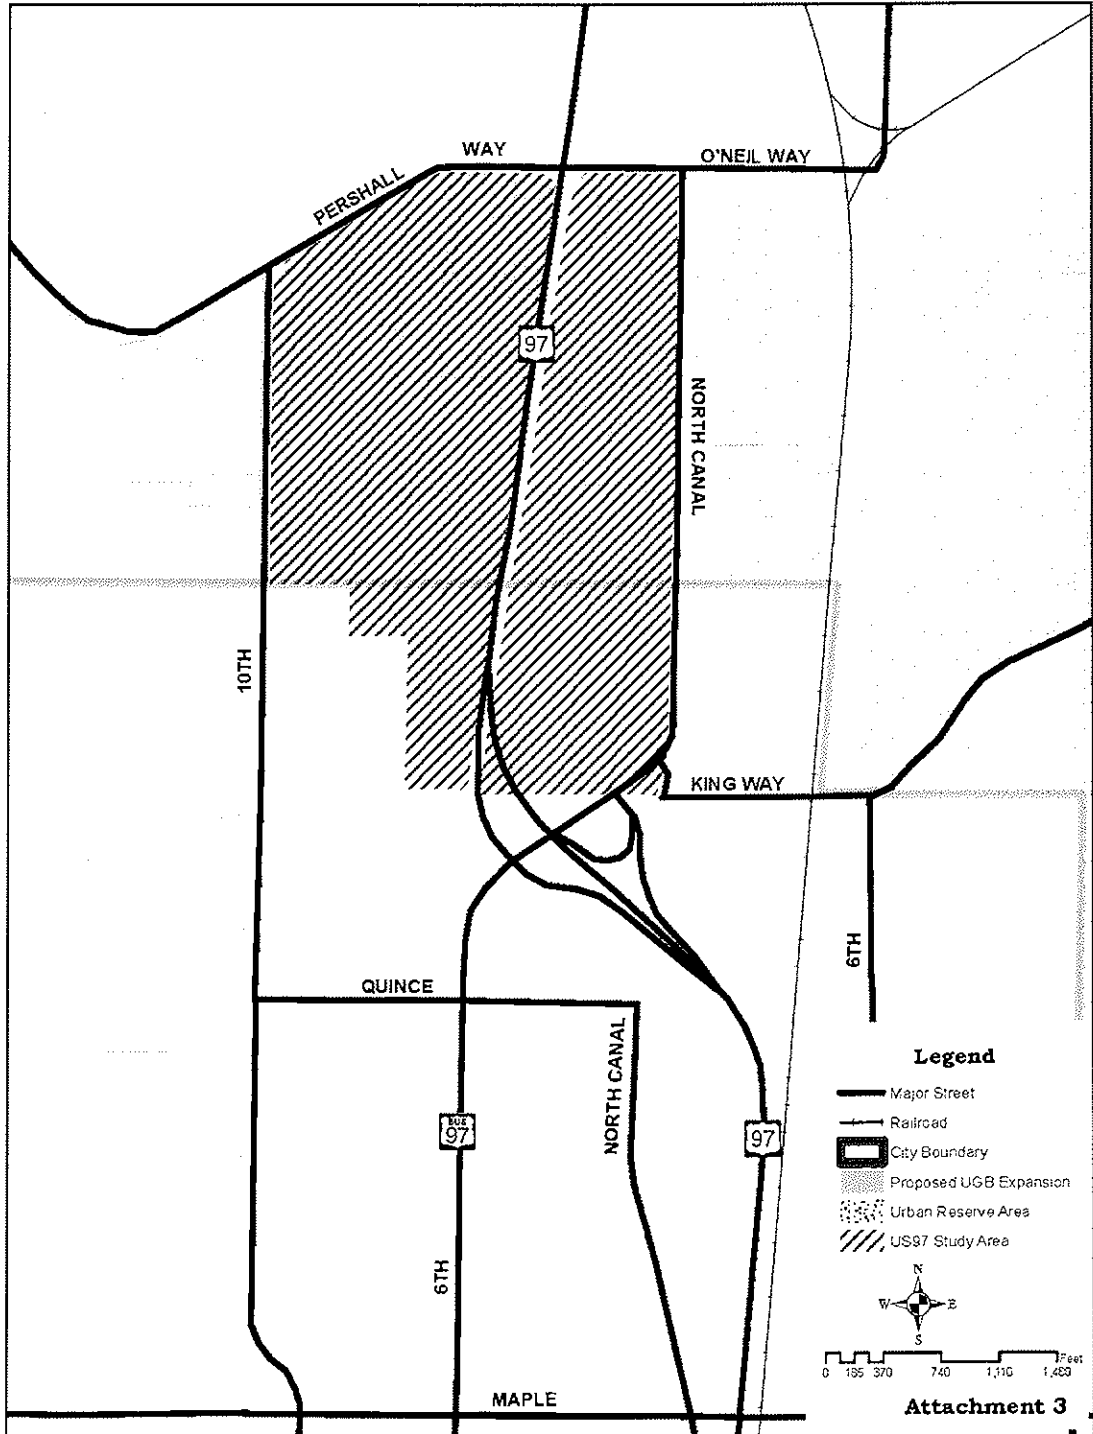 WAY
O'NEIL WAY
PERSHALL
97
NORTH CANAL
10TH
KING WAY
6TH
QUINCE
NORTH CANAL
BUS
97
97
6TH
MAPLE
Legend
Major Street
Railroad
City Boundary
Proposed UGB Expansion
Urban Reserve Area
US97 Study Area
N
W E
S
0 185 370 740 1,110 1,480
Feet
Attachment 3